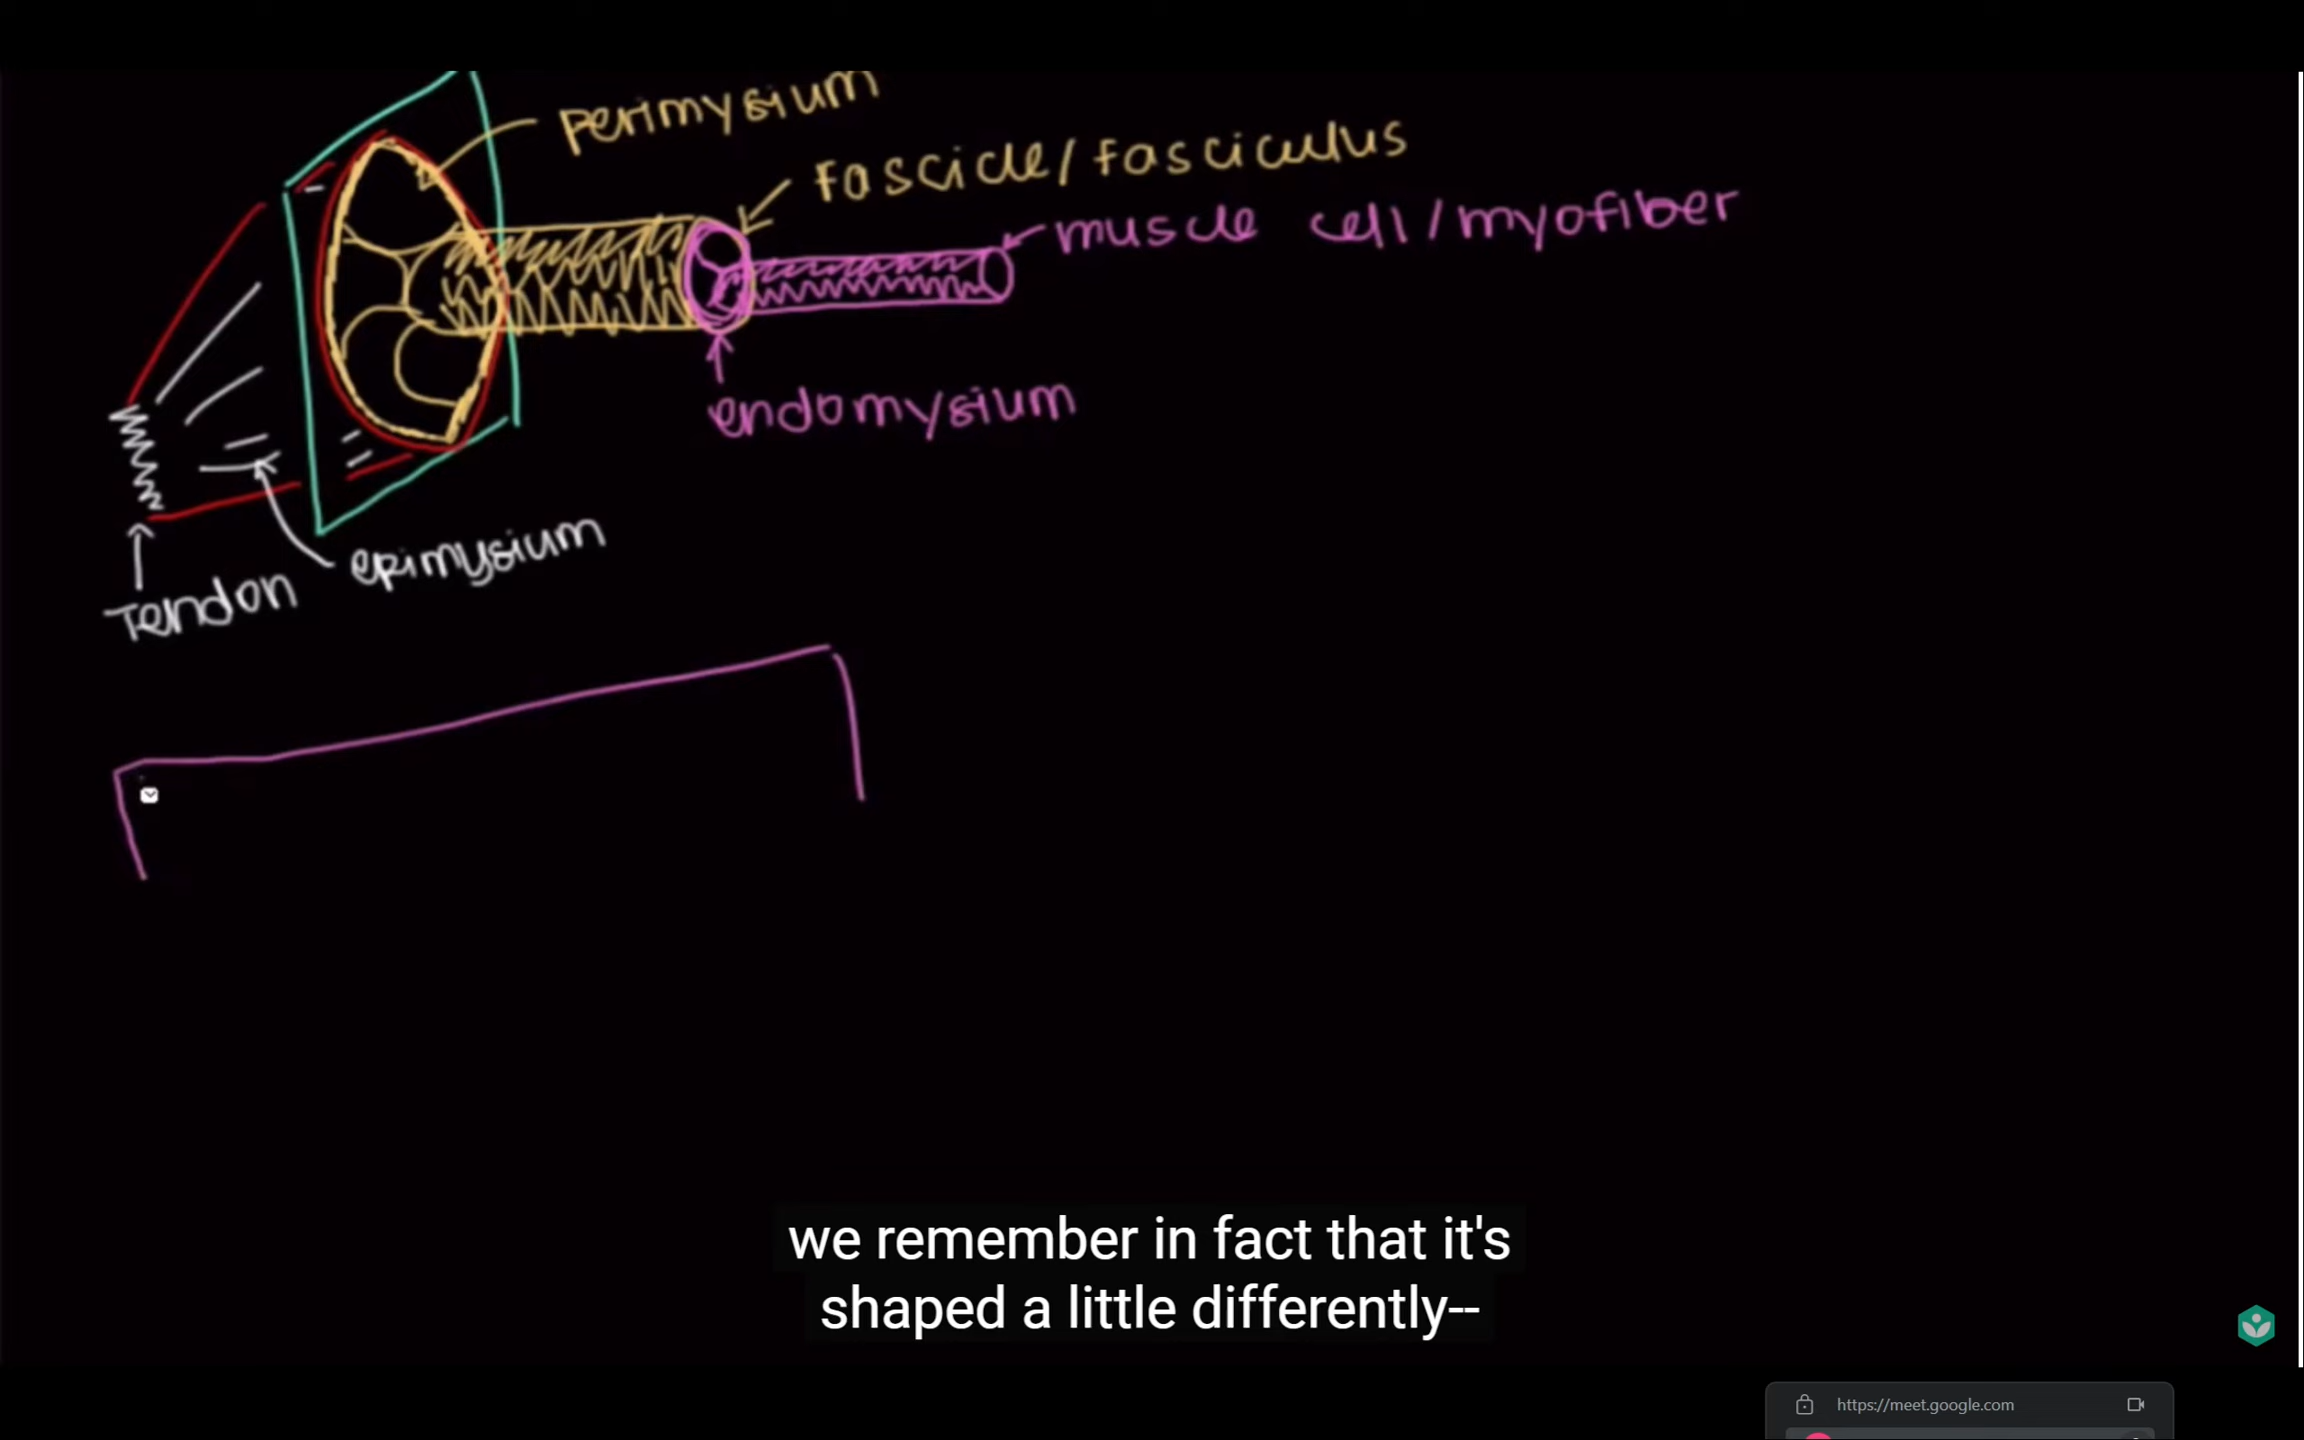 perimysium
fascicle/fasciculus
muscle cell/myofiber
endomysium
epimysium
Tendon
we remember in fact that it's
shaped a little differently--
https://meet.google.com